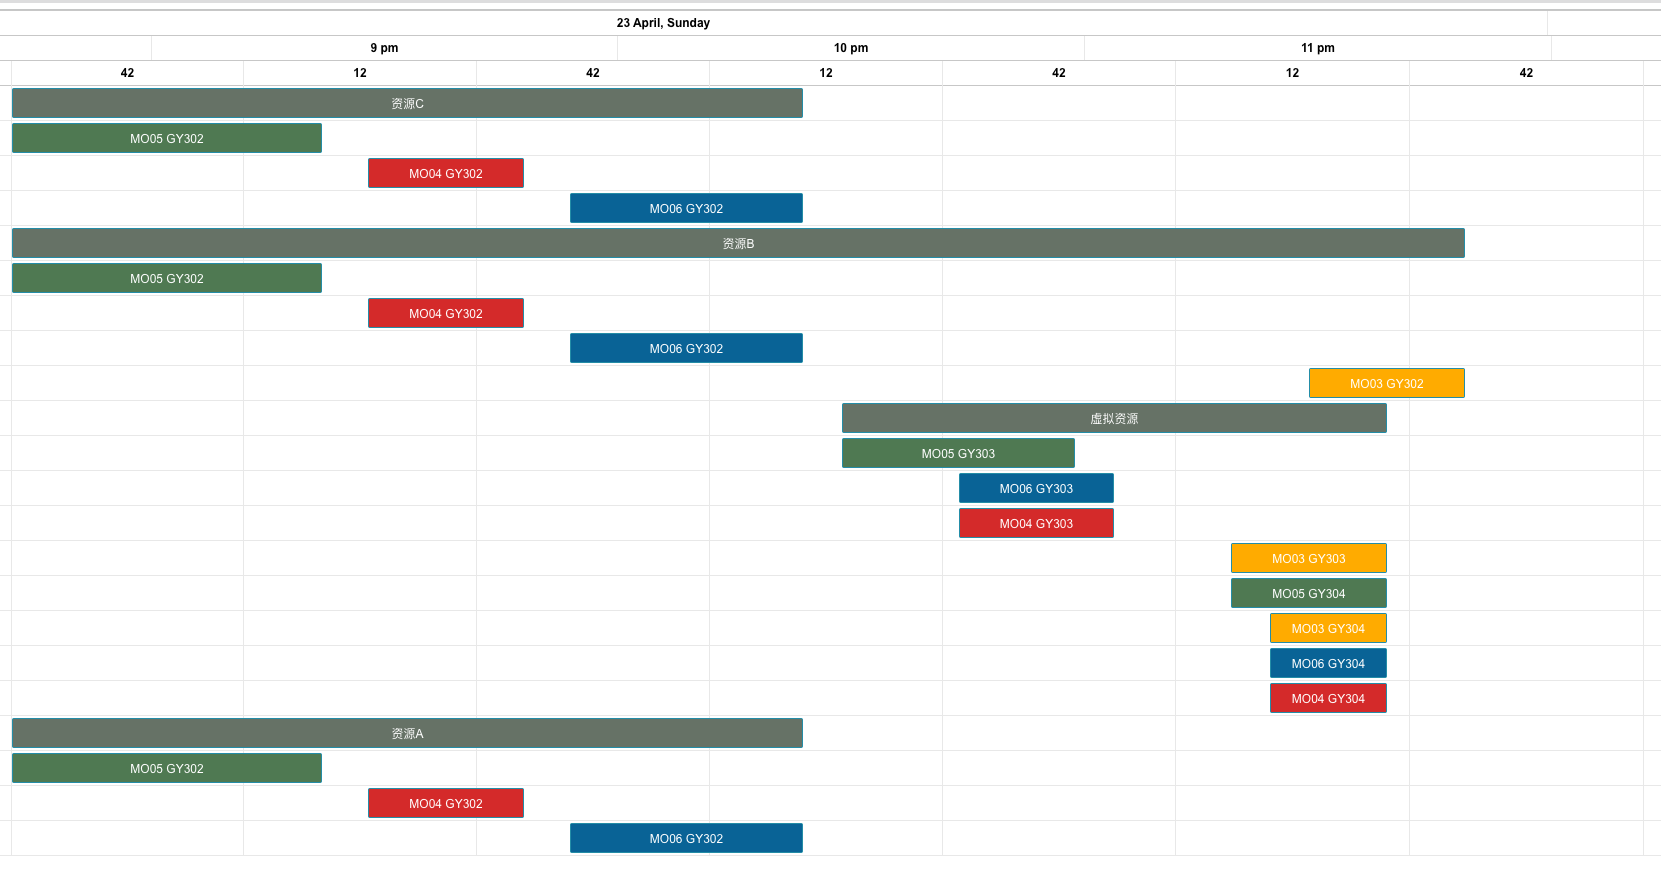 23 April, Sunday
9 pm 10 pm 11 pm
42 12 42 12 42 12 42
资源C
MO05 GY302
MO04 GY302
MO06 GY302
资源B
MO05 GY302
MO04 GY302
MO06 GY302
MO03 GY302
虚拟资源
MO05 GY303
MO06 GY303
MO04 GY303
MO03 GY303
MO05 GY304
MO03 GY304
MO06 GY304
MO04 GY304
资源A
MO05 GY302
MO04 GY302
MO06 GY302